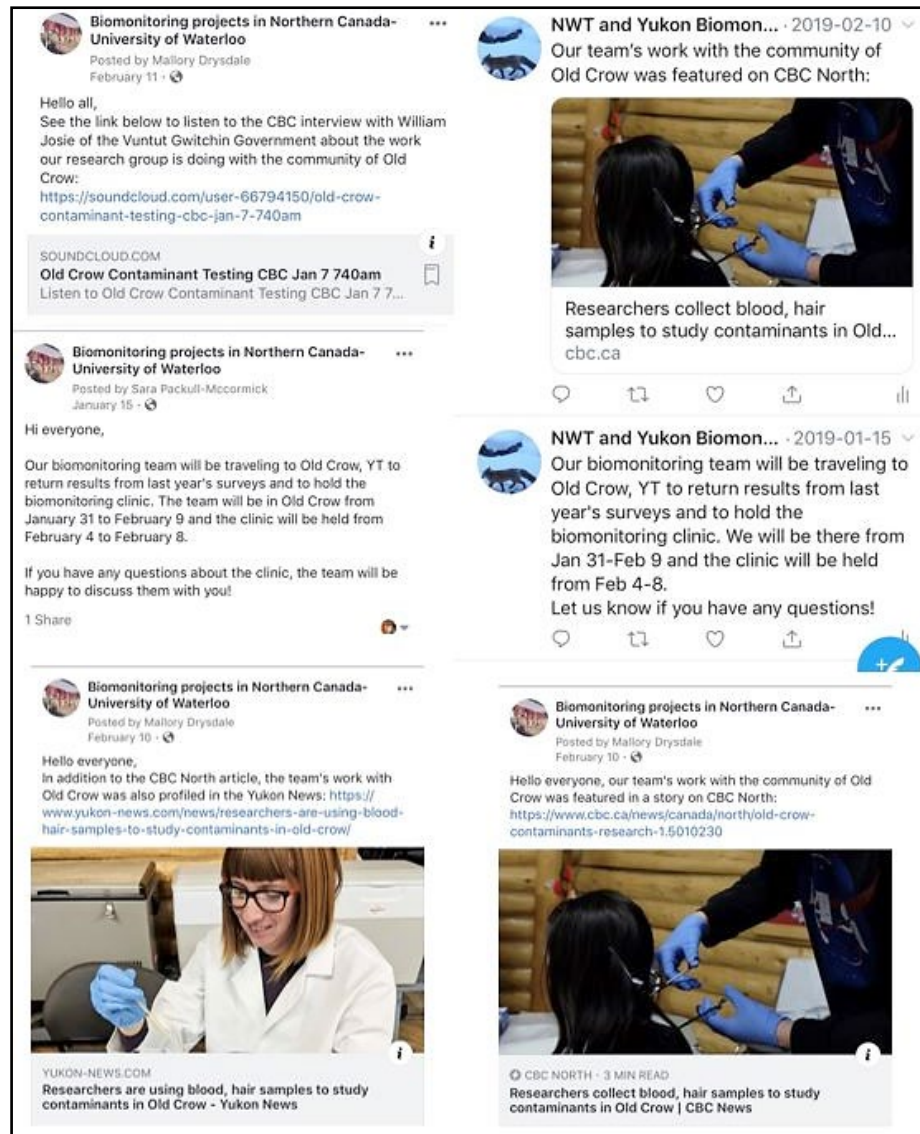 Biomonitoring projects in Northern Canada-
University of Waterloo
Posted by Mallory Drysdale
February 11 ·
Hello all,
See the link below to listen to the CBC interview with William
Josie of the Vuntut Gwitchin Government about the work
our research group is doing with the community of Old
Crow:
https://soundcloud.com/user-66794150/old-crow-
contaminant-testing-cbc-jan-7-740am
i
SOUNDCLOUD.COM
Old Crow Contaminant Testing CBC Jan 7 740am
Listen to Old Crow Contaminant Testing CBC Jan 7 7...
Biomonitoring projects in Northern Canada-
University of Waterloo
Posted by Sara Packull-Mccormick
January 15 ·
Hi everyone,
Our biomonitoring team will be traveling to Old Crow, YT to
return results from last year's surveys and to hold the
biomonitoring clinic. The team will be in Old Crow from
January 31 to February 9 and the clinic will be held from
February 4 to February 8.
If you have any questions about the clinic, the team will be
happy to discuss them with you!
1 Share
Biomonitoring projects in Northern Canada-
University of Waterloo
Posted by Mallory Drysdale
February 10 ·
Hello everyone,
In addition to the CBC North article, the team's work with
Old Crow was also profiled in the Yukon News: https://
www.yukon-news.com/news/researchers-are-using-blood-
hair-samples-to-study-contaminants-in-old-crow/
i
YUKON-NEWS.COM
Researchers are using blood, hair samples to study
contaminants in Old Crow - Yukon News
NWT and Yukon Biomon... · 2019-02-10
Our team's work with the community of
Old Crow was featured on CBC North:
Researchers collect blood, hair
samples to study contaminants in Old...
cbc.ca
NWT and Yukon Biomon... · 2019-01-15
Our biomonitoring team will be traveling to
Old Crow, YT to return results from last
year's surveys and to hold the
biomonitoring clinic. We will be there from
Jan 31-Feb 9 and the clinic will be held
from Feb 4-8.
Let us know if you have any questions!
Biomonitoring projects in Northern Canada-
University of Waterloo
Posted by Mallory Drysdale
February 10 ·
Hello everyone, our team's work with the community of Old
Crow was featured in a story on CBC North:
https://www.cbc.ca/news/canada/north/old-crow-
contaminants-research-1.5010230
i
CBC NORTH · 3 MIN READ
Researchers collect blood, hair samples to study
contaminants in Old Crow | CBC News